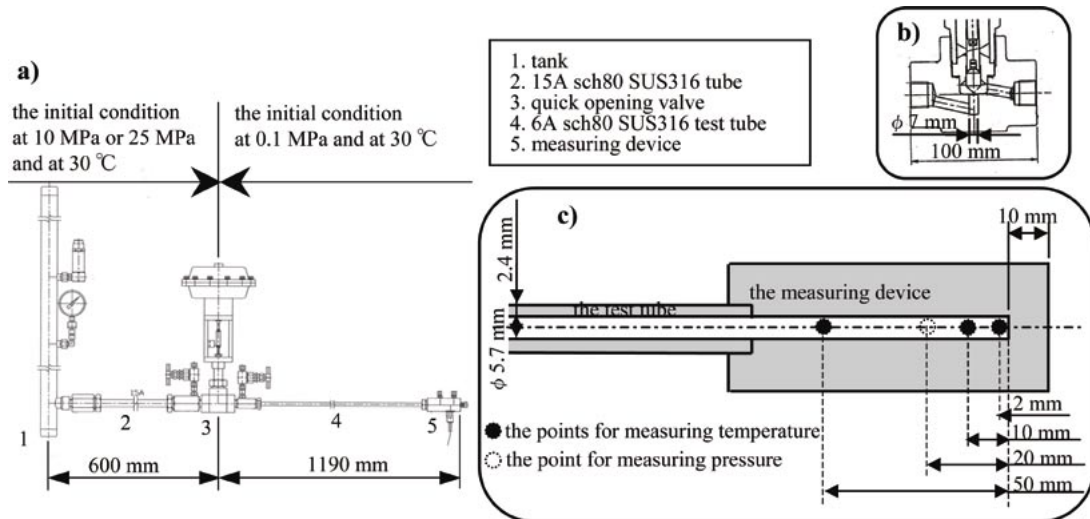 a)
the initial condition
at 10 MPa or 25 MPa
and at 30 ℃
the initial condition
at 0.1 MPa and at 30 ℃
1. tank
2. 15A sch80 SUS316 tube
3. quick opening valve
4. 6A sch80 SUS316 test tube
5. measuring device
b)
ϕ 7 mm
100 mm
15A
1
2
3
4
5
600 mm
1190 mm
c)
10 mm
2.4 mm
the measuring device
the test tube
ϕ 5.7 mm
2 mm
10 mm
20 mm
50 mm
the points for measuring temperature
the point for measuring pressure